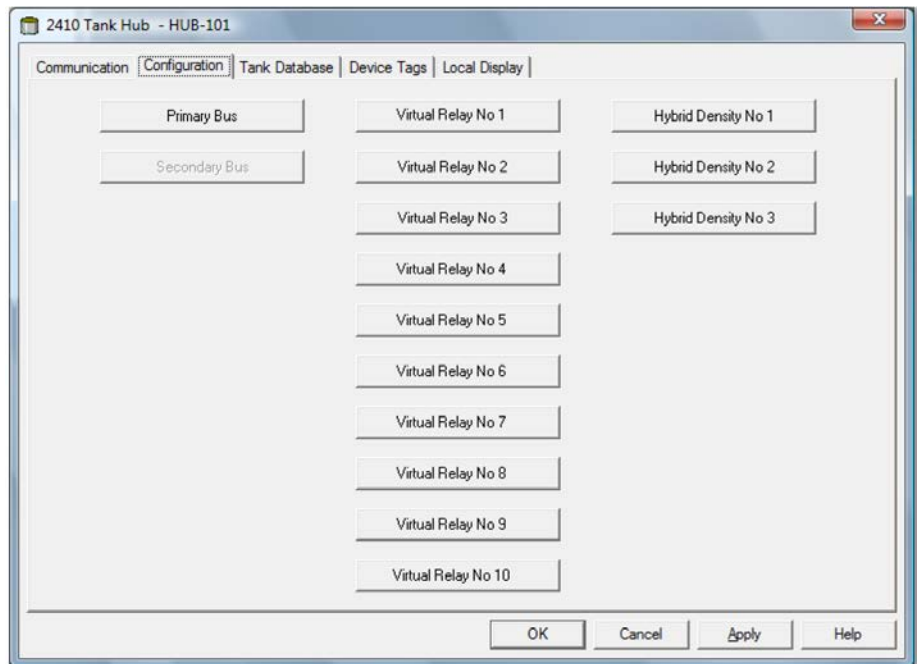 2410 Tank Hub - HUB-101
Communication Configuration Tank Database Device Tags Local Display
Primary Bus Virtual Relay No 1 Hybrid Density No 1
Secondary Bus Virtual Relay No 2 Hybrid Density No 2
Virtual Relay No 3 Hybrid Density No 3
Virtual Relay No 4
Virtual Relay No 5
Virtual Relay No 6
Virtual Relay No 7
Virtual Relay No 8
Virtual Relay No 9
Virtual Relay No 10
OK Cancel Apply Help